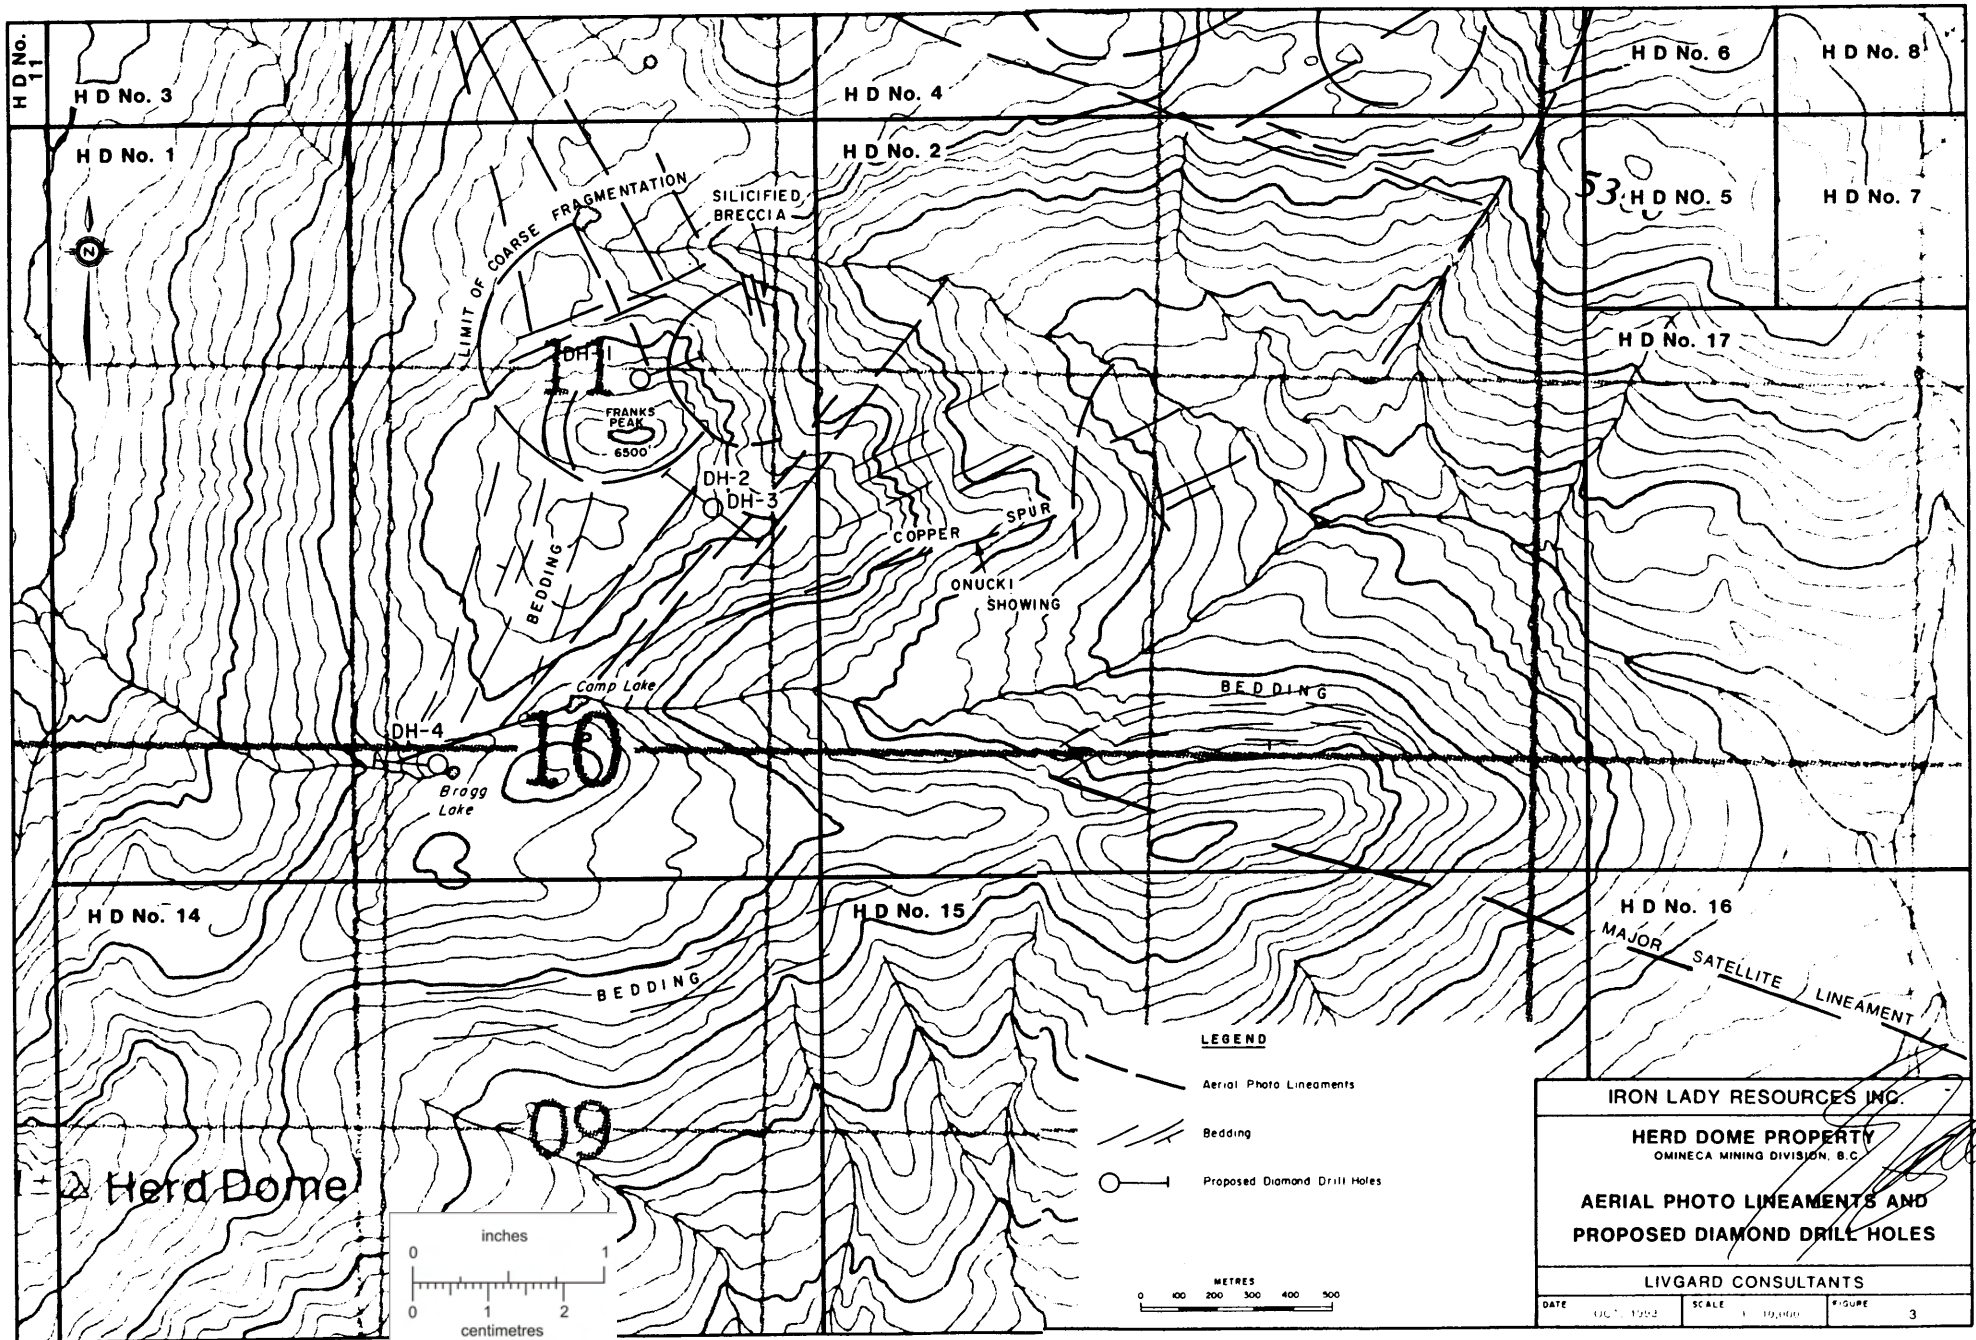 H D No.
11
H D No. 3
H D No. 4
H D No. 6
H D No. 8
H D No. 1
H D No. 2
53
H D NO. 5
H D No. 7
N
LIMIT OF COARSE FRAGMENTATION
SILICIFIED
BRECCIA
H D No. 17
11
DH-1
FRANKS
PEAK
6500'
DH-2
DH-3
COPPER SPUR
ONUCKI
SHOWING
BEDDING
Camp Lake
10
BEDDING
DH-4
Bragg
Lake
H D No. 14
H D No. 15
H D No. 16
MAJOR SATELLITE LINEAMENT
BEDDING
LEGEND
Aerial Photo Lineaments
Bedding
Proposed Diamond Drill Holes
METRES
0 100 200 300 400 500
09
Herd Dome
inches
0 1
0 1 2
centimetres
IRON LADY RESOURCES INC.
HERD DOME PROPERTY
OMINECA MINING DIVISION, B.C.
AERIAL PHOTO LINEAMENTS AND
PROPOSED DIAMOND DRILL HOLES
LIVGARD CONSULTANTS
DATE
SCALE
FIGURE
3